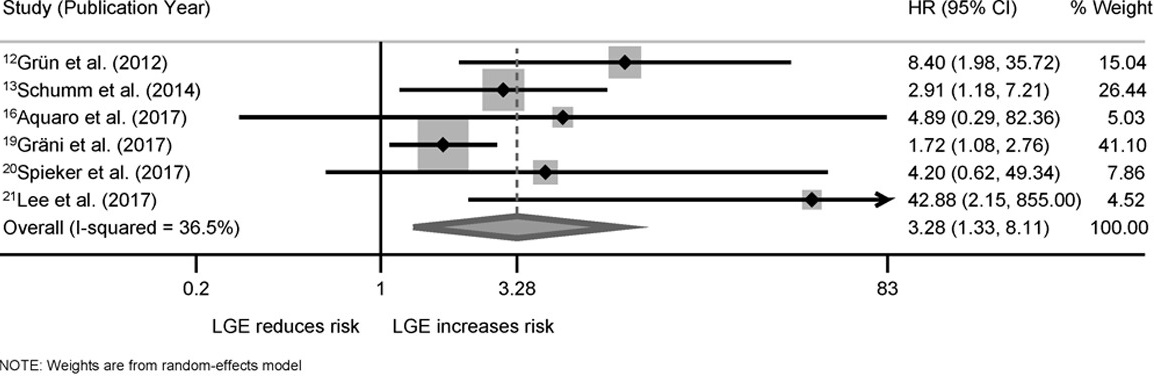 Study (Publication Year) HR (95% CI) % Weight
12Grün et al. (2012) 8.40 (1.98, 35.72) 15.04
13Schumm et al. (2014) 2.91 (1.18, 7.21) 26.44
16Aquaro et al. (2017) 4.89 (0.29, 82.36) 5.03
19Gräni et al. (2017) 1.72 (1.08, 2.76) 41.10
20Spieker et al. (2017) 4.20 (0.62, 49.34) 7.86
21Lee et al. (2017) 42.88 (2.15, 855.00) 4.52
Overall (I-squared = 36.5%) 3.28 (1.33, 8.11) 100.00
0.2 1 3.28 83
LGE reduces risk LGE increases risk
NOTE: Weights are from random-effects model